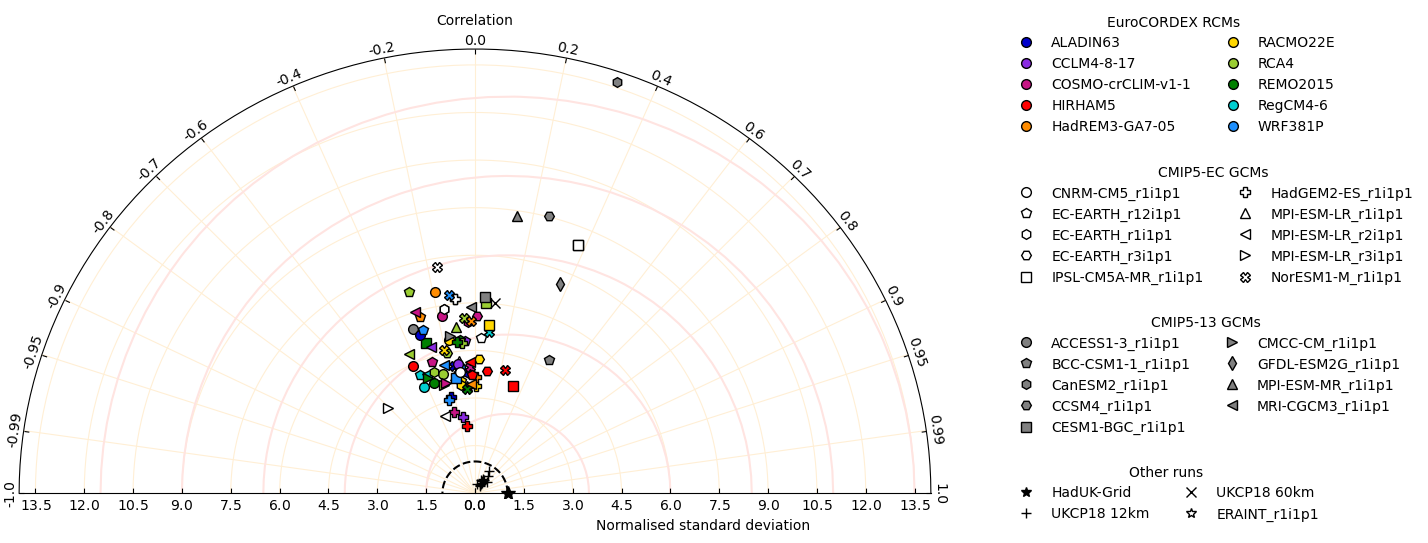 Correlation
-1.0
-0.99
-0.95
-0.9
-0.8
-0.7
-0.6
-0.4
-0.2
0.0
0.2
0.4
0.6
0.7
0.8
0.9
0.95
0.99
1.0
13.5 12.0 10.5 9.0 7.5 6.0 4.5 3.0 1.5 0.0 1.5 3.0 4.5 6.0 7.5 9.0 10.5 12.0 13.5
Normalised standard deviation
EuroCORDEX RCMs
ALADIN63
CCLM4-8-17
COSMO-crCLIM-v1-1
HIRHAM5
HadREM3-GA7-05
RACMO22E
RCA4
REMO2015
RegCM4-6
WRF381P
CMIP5-EC GCMs
CNRM-CM5_r1i1p1
EC-EARTH_r12i1p1
EC-EARTH_r1i1p1
EC-EARTH_r3i1p1
IPSL-CM5A-MR_r1i1p1
HadGEM2-ES_r1i1p1
MPI-ESM-LR_r1i1p1
MPI-ESM-LR_r2i1p1
MPI-ESM-LR_r3i1p1
NorESM1-M_r1i1p1
CMIP5-13 GCMs
ACCESS1-3_r1i1p1
BCC-CSM1-1_r1i1p1
CanESM2_r1i1p1
CCSM4_r1i1p1
CESM1-BGC_r1i1p1
CMCC-CM_r1i1p1
GFDL-ESM2G_r1i1p1
MPI-ESM-MR_r1i1p1
MRI-CGCM3_r1i1p1
Other runs
HadUK-Grid
UKCP18 12km
UKCP18 60km
ERAINT_r1i1p1